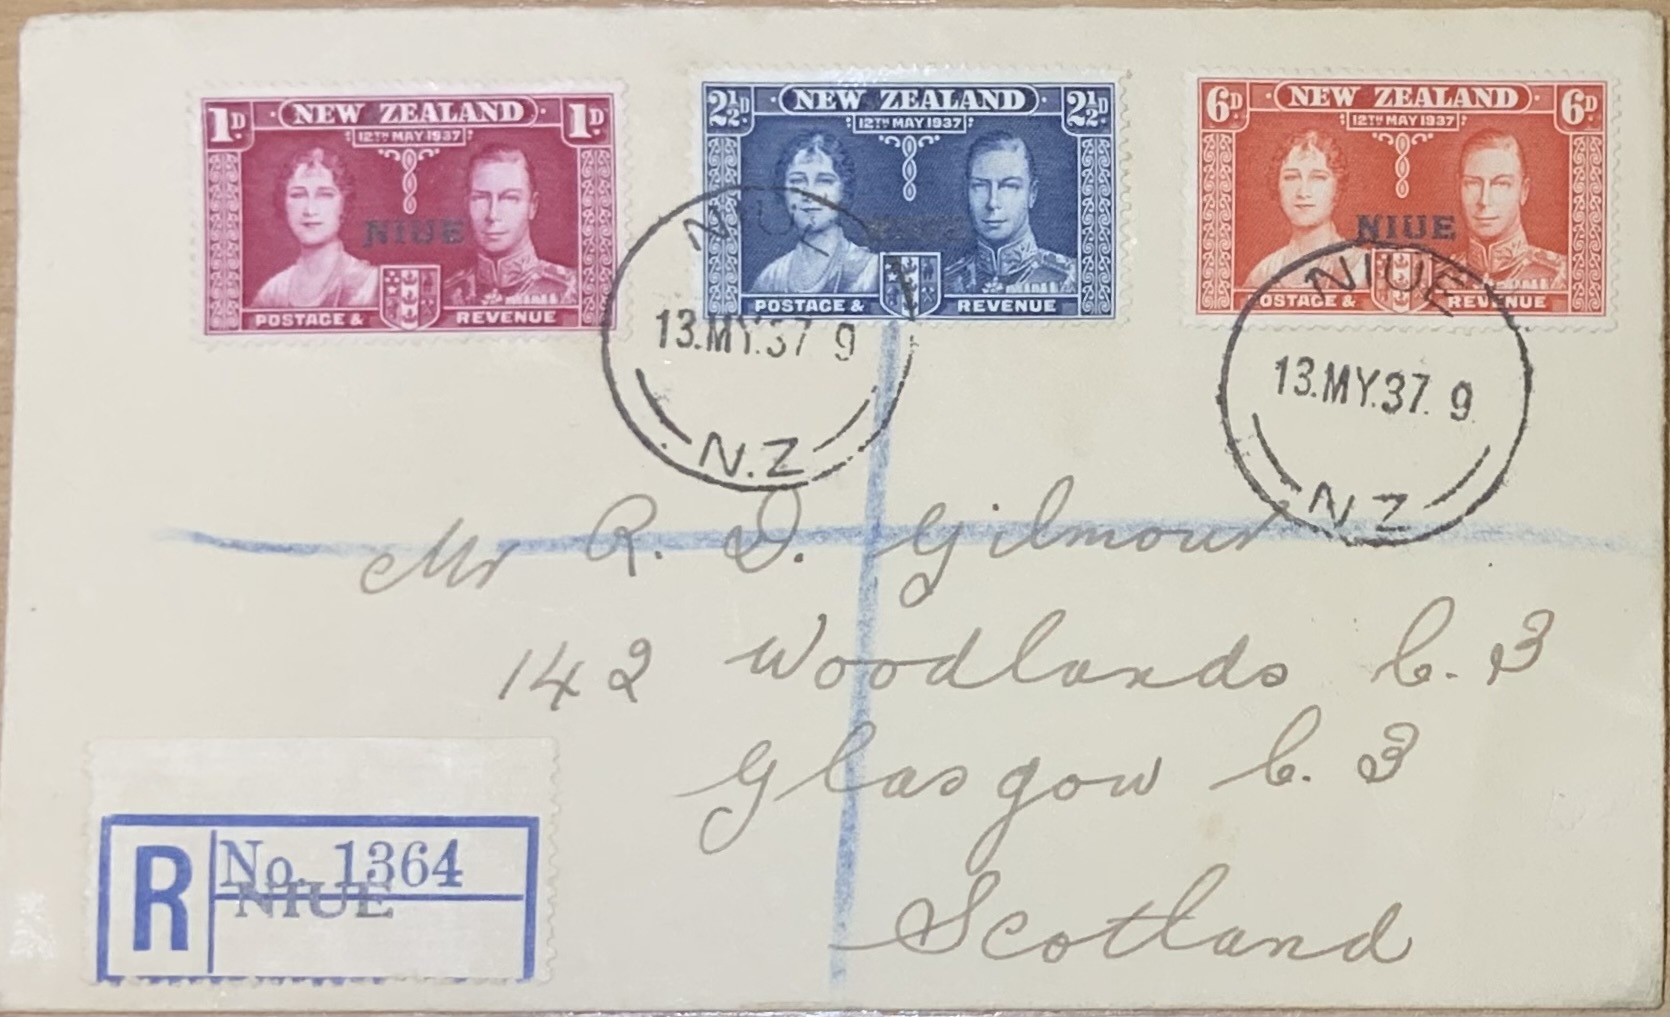 1D NEW ZEALAND 1D
12TH MAY 1937
NIUE
POSTAGE & REVENUE
2½D NEW ZEALAND 2½D
12TH MAY 1937
NIUE
POSTAGE & REVENUE
6D NEW ZEALAND 6D
12TH MAY 1937
NIUE
POSTAGE & REVENUE
NIUE
13.MY.37 9
N.Z
NIUE
13.MY.37. 9
N Z
Mr R. D. Gilmour
142 Woodlands C. 3
Glasgow C. 3
Scotland
R No. 1364
NIUE